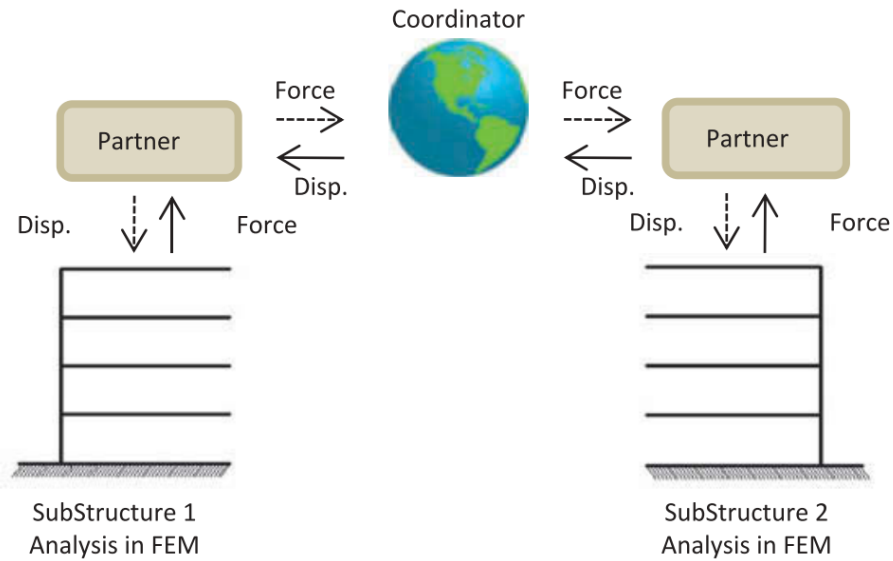 Coordinator
Force
Force
Partner
Partner
Disp.
Disp.
Disp.
Force
Disp.
Force
SubStructure 1
Analysis in FEM
SubStructure 2
Analysis in FEM